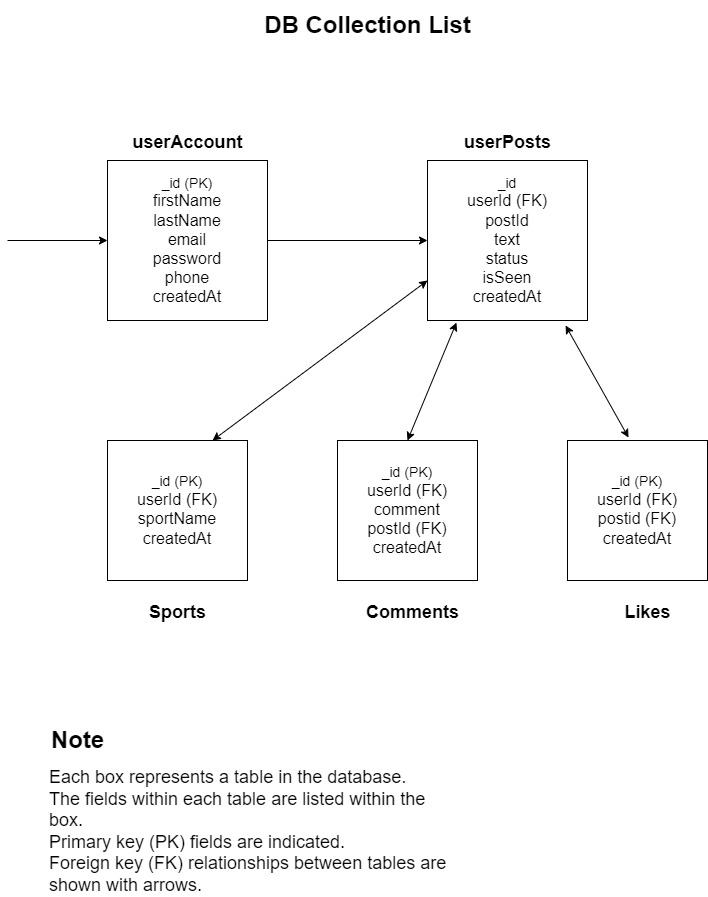 DB Collection List
userAccount
_id (PK)
firstName
lastName
email
password
phone
createdAt
userPosts
_id
userId (FK)
postId
text
status
isSeen
createdAt
_id (PK)
userId (FK)
sportName
createdAt
Sports
_id (PK)
userId (FK)
comment
postId (FK)
createdAt
Comments
_id (PK)
userId (FK)
postid (FK)
createdAt
Likes
Note
Each box represents a table in the database.
The fields within each table are listed within the
box.
Primary key (PK) fields are indicated.
Foreign key (FK) relationships between tables are
shown with arrows.